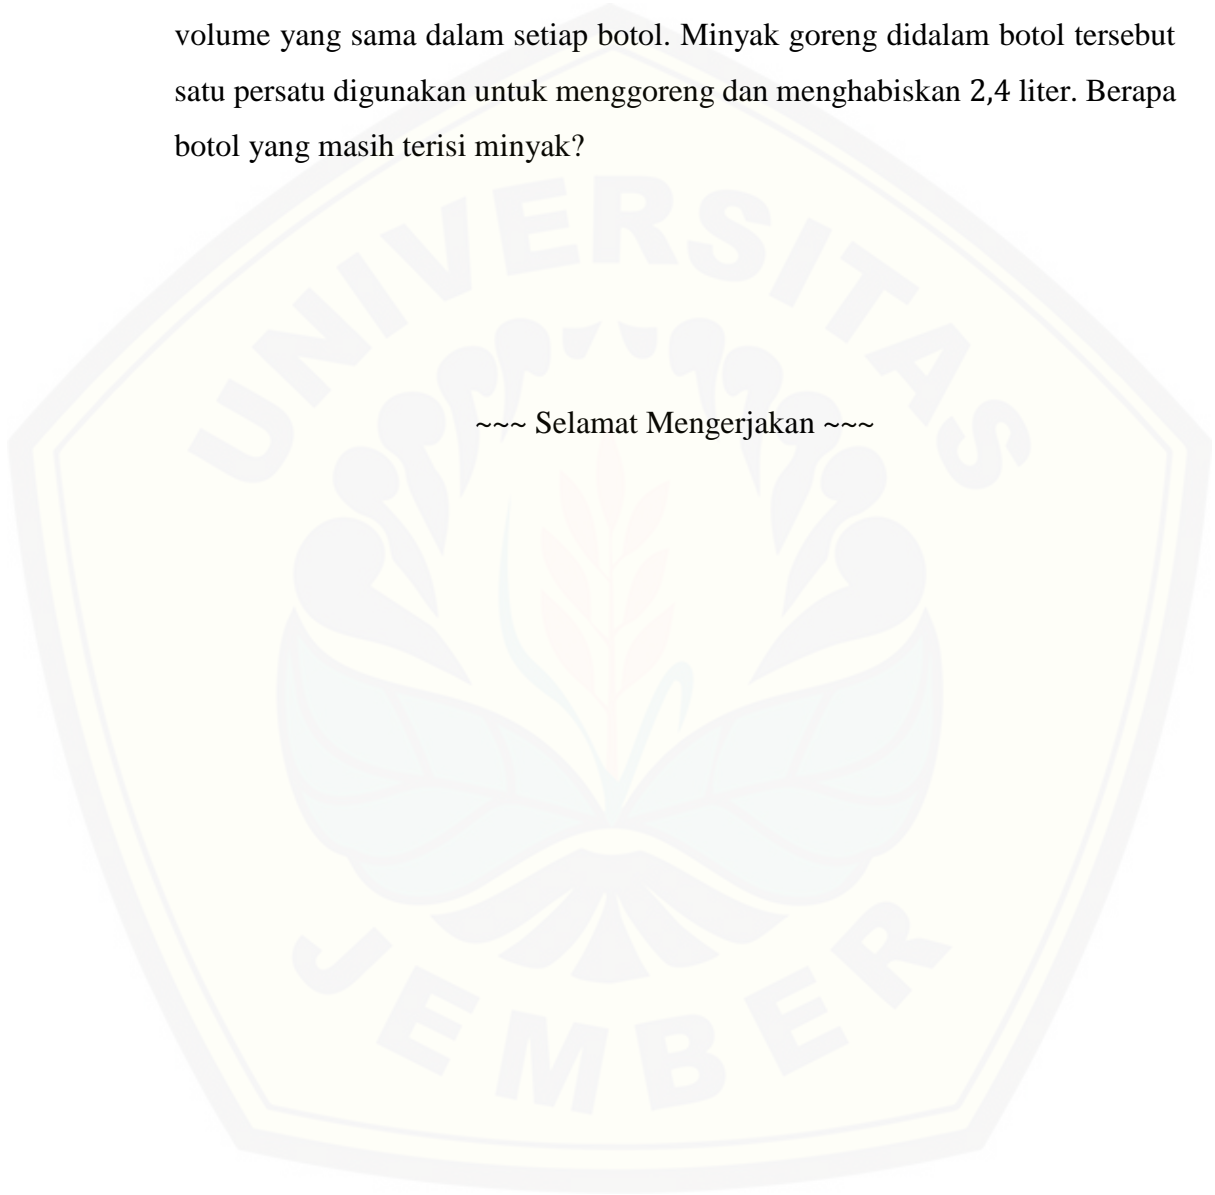 volume yang sama dalam setiap botol. Minyak goreng didalam botol tersebut
satu persatu digunakan untuk menggoreng dan menghabiskan 2,4 liter. Berapa
botol yang masih terisi minyak?
UNIVERSITAS
~~~ Selamat Mengerjakan ~~~
JEMBER